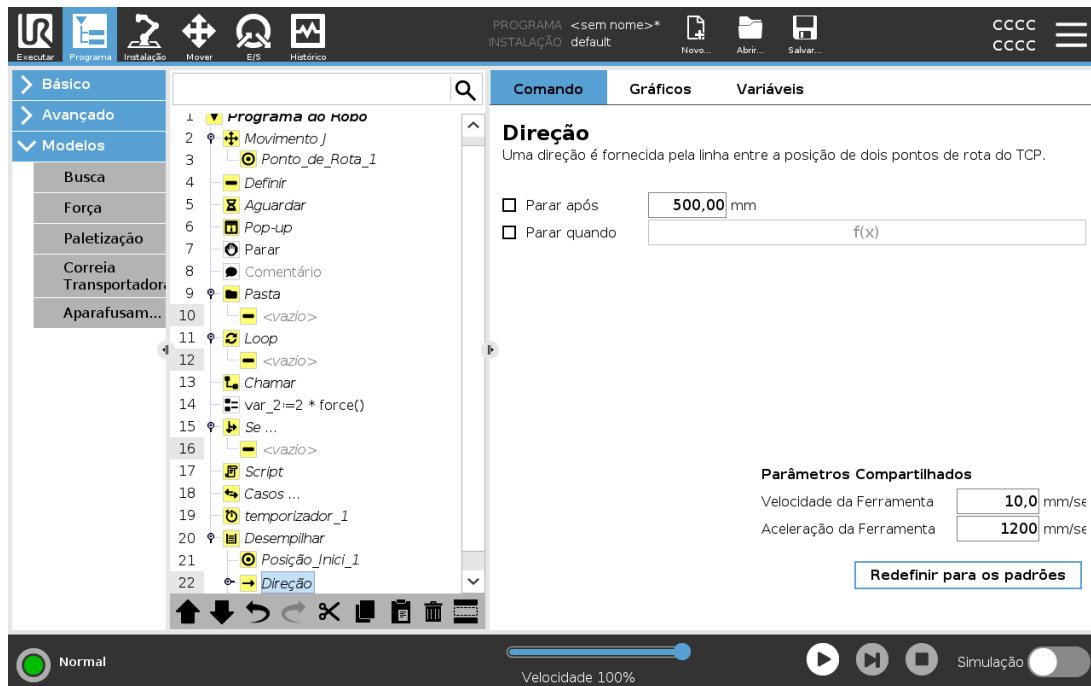 PROGRAMA <sem nome>*
INSTALAÇÃO default
CCCC
CCCC
UR
Executar Programa Instalação Mover E/S Histórico Novo... Abrir... Salvar...
Básico
Avançado
Modelos
Busca
Força
Paletização
Correia
Transportadora
Aparafusam...
1 Programa do Robô
2 Movimento J
3 Ponto_de_Rota_1
4 Definir
5 Aguardar
6 Pop-up
7 Parar
8 Comentário
9 Pasta
10 <vazio>
11 Loop
12 <vazio>
13 Chamar
14 var_2:=2 * force()
15 Se ...
16 <vazio>
17 Script
18 Casos ...
19 temporizador_1
20 Desempilhar
21 Posição_Inici_1
22 Direção
Comando Gráficos Variáveis
Direção
Uma direção é fornecida pela linha entre a posição de dois pontos de rota do TCP.
Parar após 500,00 mm
Parar quando f(x)
Parâmetros Compartilhados
Velocidade da Ferramenta 10,0 mm/se
Aceleração da Ferramenta 1200 mm/se
Redefinir para os padrões
Normal
Velocidade 100%
Simulação